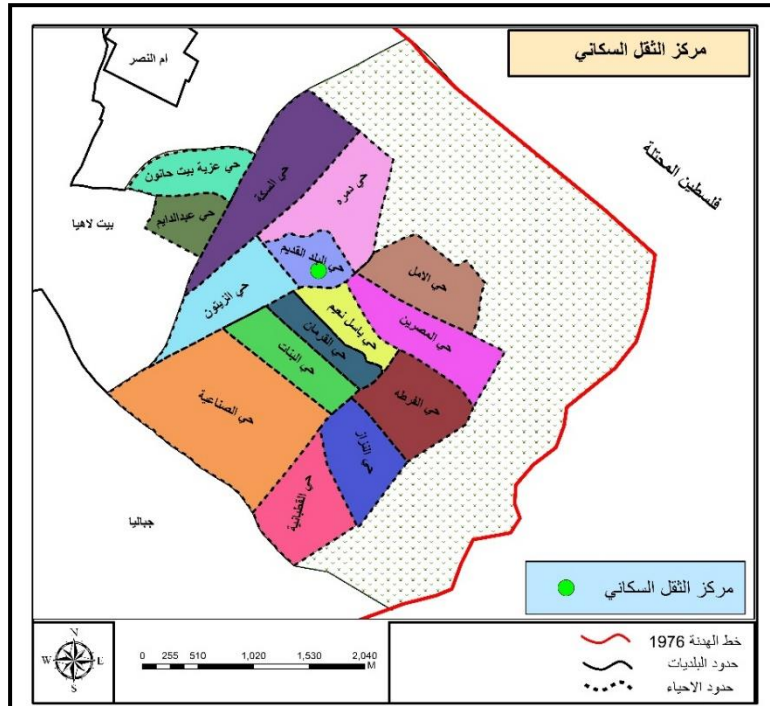 مركز الثقل السكاني
ام النصر
فلسطين المحتلة
حي عزبة بيت حانون
حي السكة
حي نمره
حي عبدالدايم
بيت لاهيا
حي البلد القديم
حي الامل
حي الزيتون
حي باسل نعيم
حي المصرين
حي القرمان
حي البنات
حي الفرطه
حي الصناعية
حي النزاز
حي القطبانية
جباليا
مركز الثقل السكاني
N
W E
S
0 255 510 1,020 1,530 2,040
M
خط الهدنة 1976
حدود البلديات
حدود الاحياء